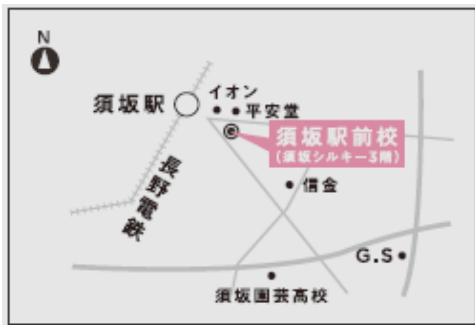 N
イオン
須坂駅
平安堂
須坂駅前校
(須坂シルキー3階)
長野電鉄
信金
G.S
須坂園芸高校